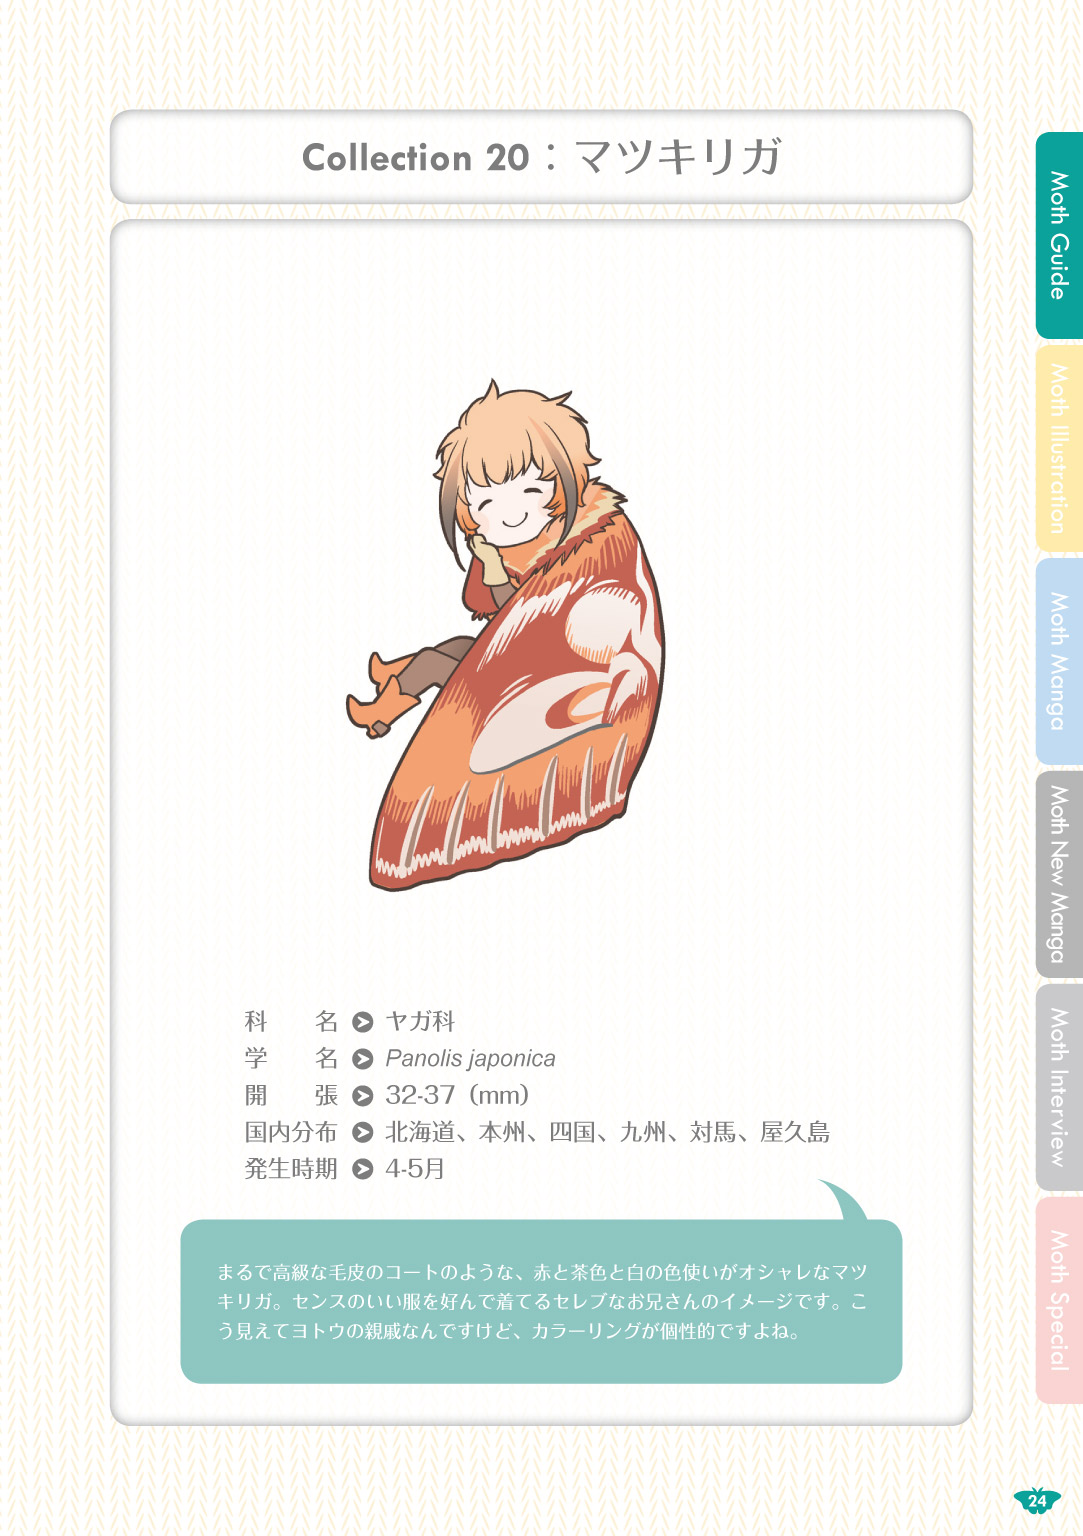 Collection 20：マツキリガ
科　名 ヤガ科
学　名 Panolis japonica
開　張 32-37（mm）
国内分布 北海道、本州、四国、九州、対馬、屋久島
発生時期 4-5月
まるで高級な毛皮のコートのような、赤と茶色と白の色使いがオシャレなマツ
キリガ。センスのいい服を好んで着てるセレブなお兄さんのイメージです。こ
う見えてヨトウの親戚なんですけど、カラーリングが個性的ですよね。
Moth Guide
Moth Illustration
Moth Manga
Moth New Manga
Moth Interview
Moth Special
24